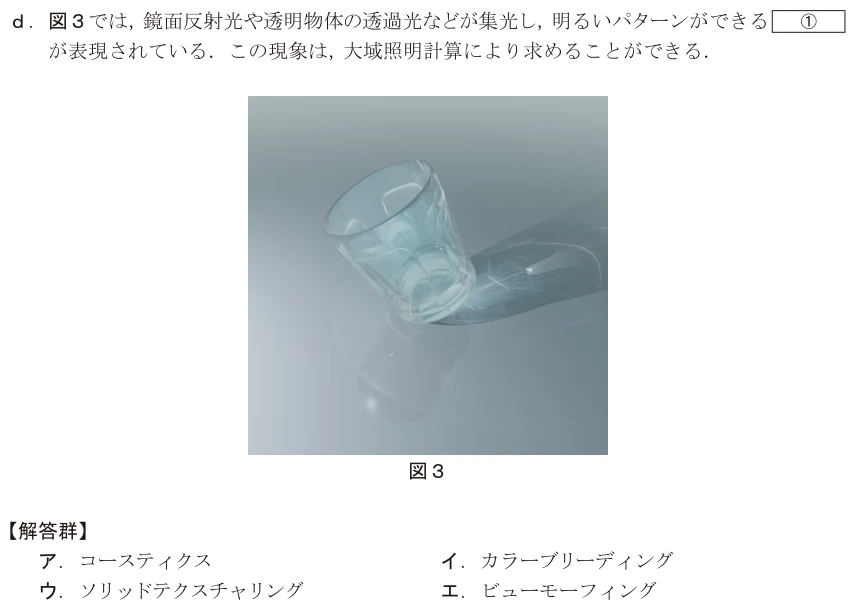 d．図3では，鏡面反射光や透明物体の透過光などが集光し，明るいパターンができる ①
が表現されている．この現象は，大域照明計算により求めることができる．
図3
【解答群】
ア．コースティクス　イ．カラーブリーディング
ウ．ソリッドテクスチャリング　エ．ビューモーフィング